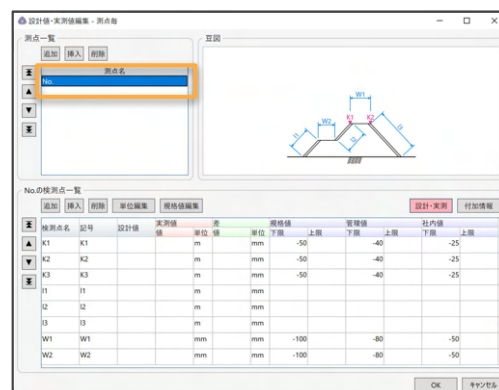 設計値・実測値編集 - 測点毎
測点一覧
追加 挿入 削除
測点名
No.
豆図
W1
K1 K2
W2
l1
l2
l3
No.の検測点一覧
追加 挿入 削除 単位編集 規格値編集 設計・実測 付加情報
検測点名 記号 設計値 実測値 差 規格値 管理値 社内値
値 単位 値 単位 下限 上限 下限 上限 下限 上限
K1 K1 m mm -50 -40 -25
K2 K2 m mm -50 -40 -25
K3 K3 m mm -50 -40 -25
l1 l1 m mm
l2 l2 m mm
l3 l3 m mm
W1 W1 mm mm -100 -80 -50
W2 W2 mm mm -100 -80 -50
OK キャンセル